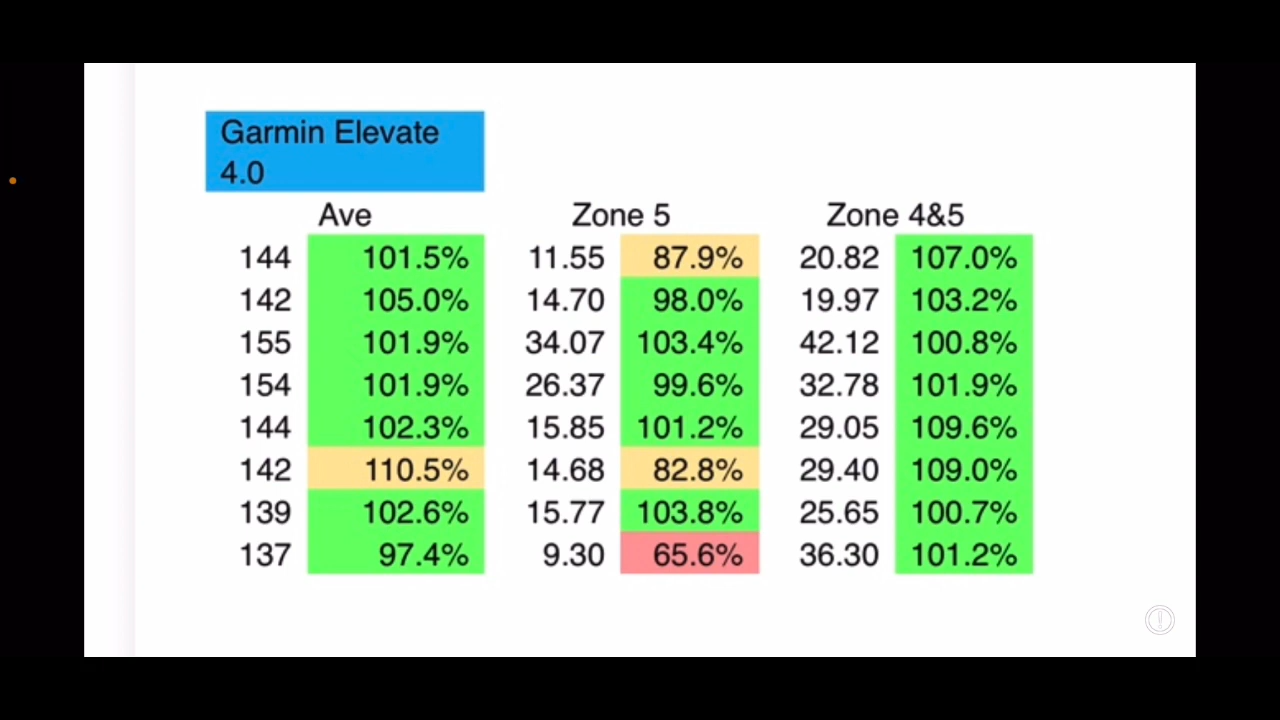 Garmin Elevate
4.0
Ave Zone 5 Zone 4&5
144 101.5% 11.55 87.9% 20.82 107.0%
142 105.0% 14.70 98.0% 19.97 103.2%
155 101.9% 34.07 103.4% 42.12 100.8%
154 101.9% 26.37 99.6% 32.78 101.9%
144 102.3% 15.85 101.2% 29.05 109.6%
142 110.5% 14.68 82.8% 29.40 109.0%
139 102.6% 15.77 103.8% 25.65 100.7%
137 97.4% 9.30 65.6% 36.30 101.2%